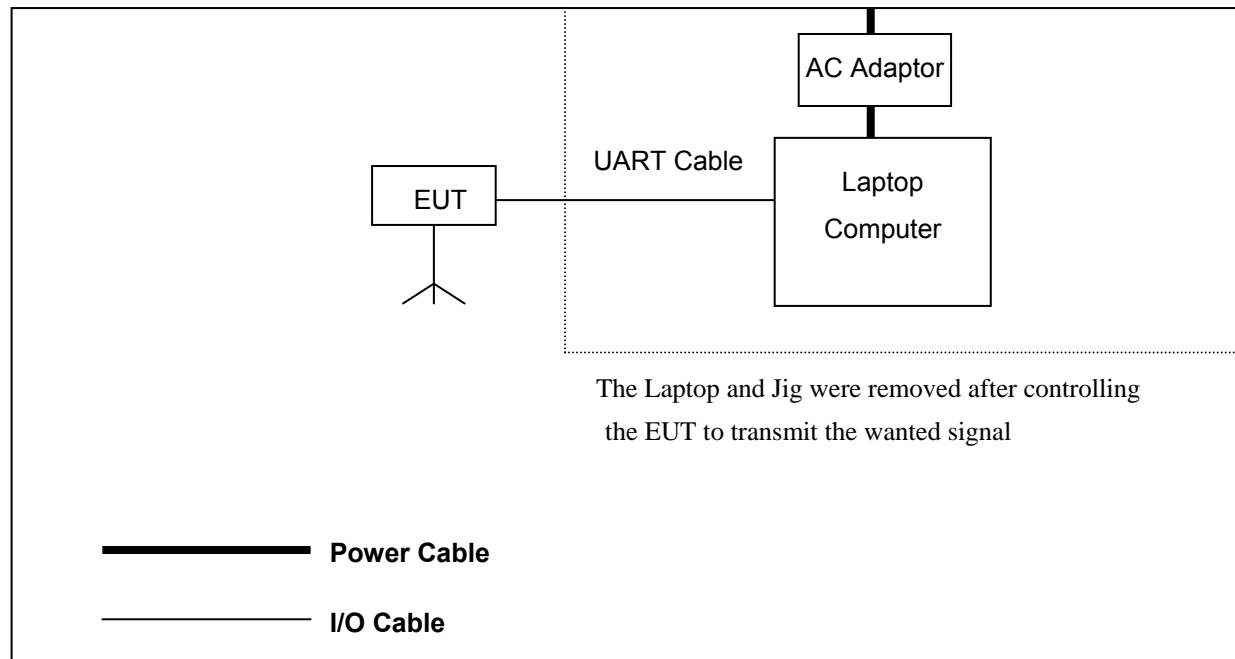 AC Adaptor
UART Cable
Laptop
Computer
EUT
The Laptop and Jig were removed after controlling
the EUT to transmit the wanted signal
Power Cable
I/O Cable